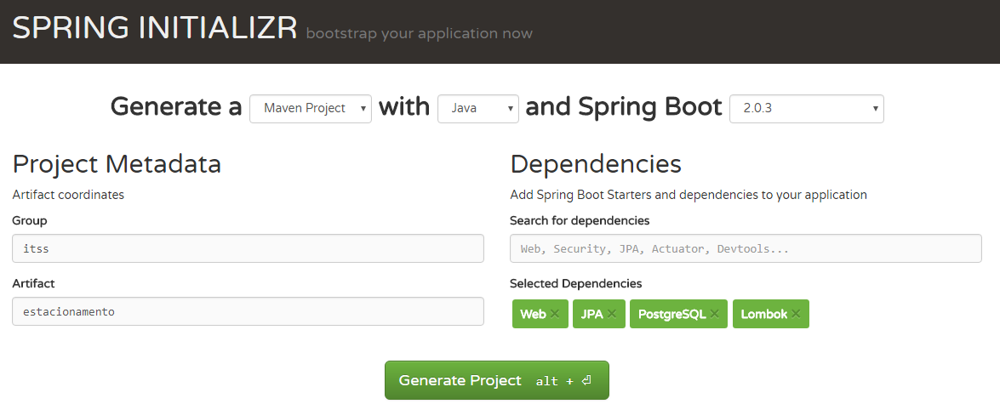 SPRING INITIALIZR bootstrap your application now
Generate a Maven Project with Java and Spring Boot 2.0.3
Project Metadata
Artifact coordinates
Group
itss
Artifact
estacionamento
Dependencies
Add Spring Boot Starters and dependencies to your application
Search for dependencies
Web, Security, JPA, Actuator, Devtools...
Selected Dependencies
Web × JPA × PostgreSQL × Lombok ×
Generate Project alt + ⏎